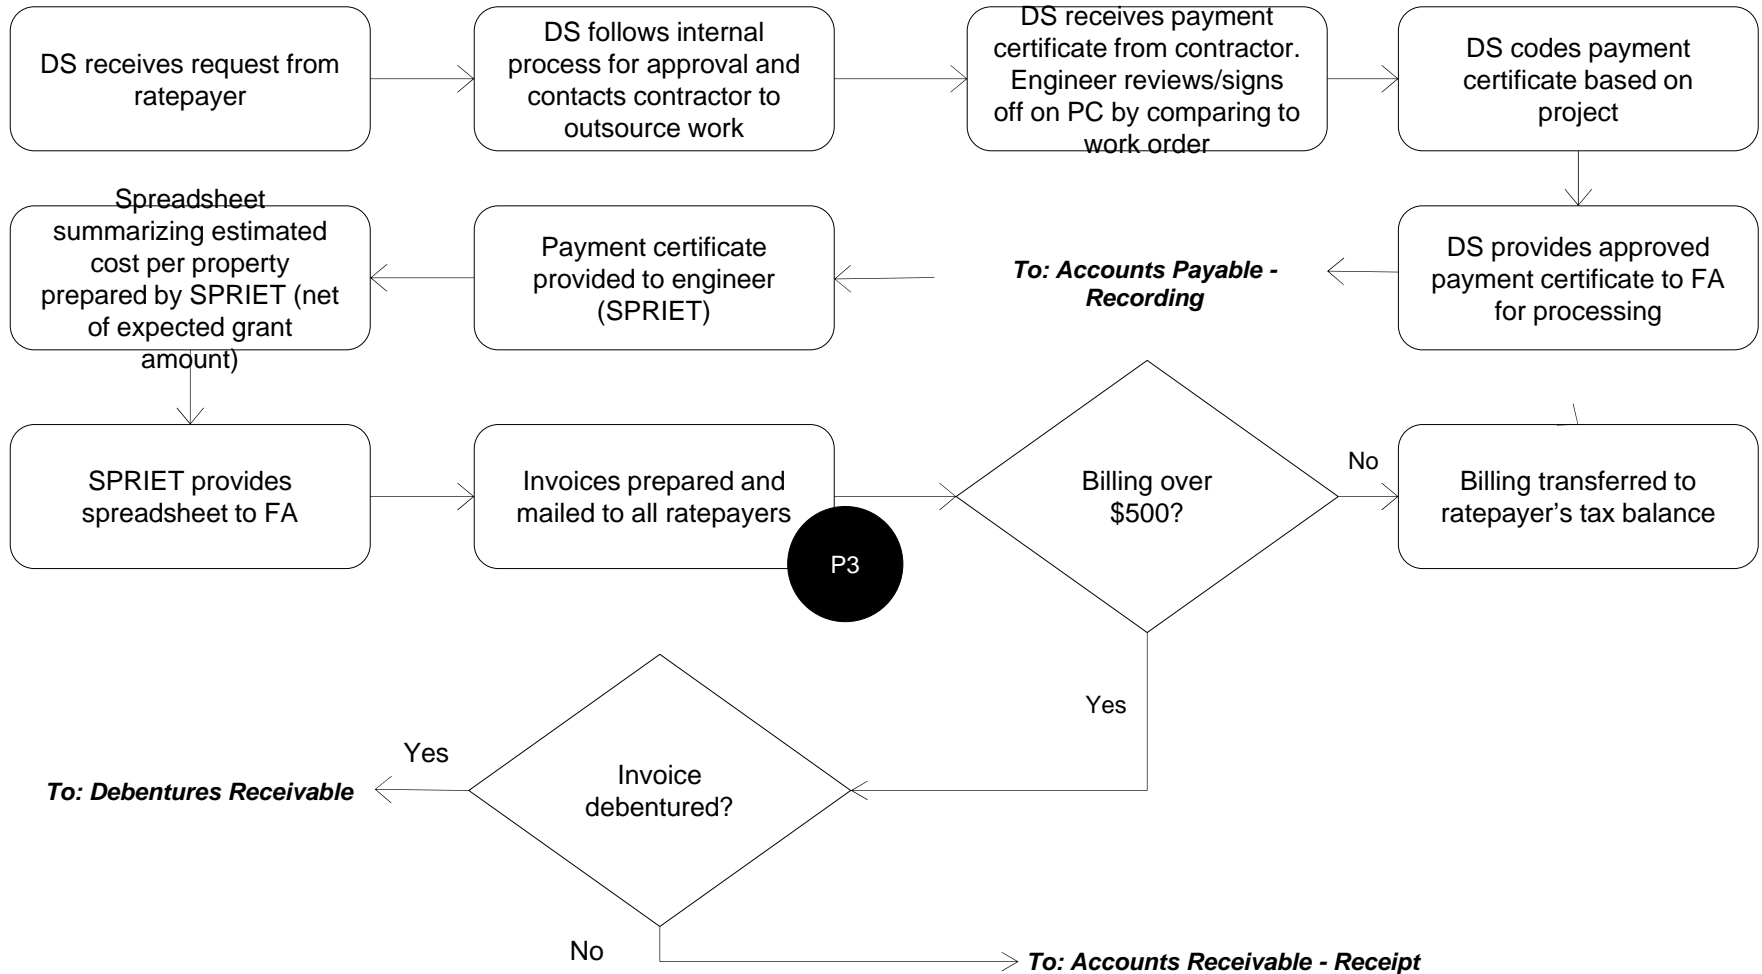 DS receives request from
ratepayer
DS follows internal
process for approval and
contacts contractor to
outsource work
DS receives payment
certificate from contractor.
Engineer reviews/signs
off on PC by comparing to
work order
DS codes payment
certificate based on
project
DS provides approved
payment certificate to FA
for processing
To: Accounts Payable -
Recording
Payment certificate
provided to engineer
(SPRIET)
Spreadsheet
summarizing estimated
cost per property
prepared by SPRIET (net
of expected grant
amount)
SPRIET provides
spreadsheet to FA
Invoices prepared and
mailed to all ratepayers
P3
Billing over
$500?
No
Billing transferred to
ratepayer’s tax balance
Yes
Invoice
debentured?
Yes
To: Debentures Receivable
No
To: Accounts Receivable - Receipt